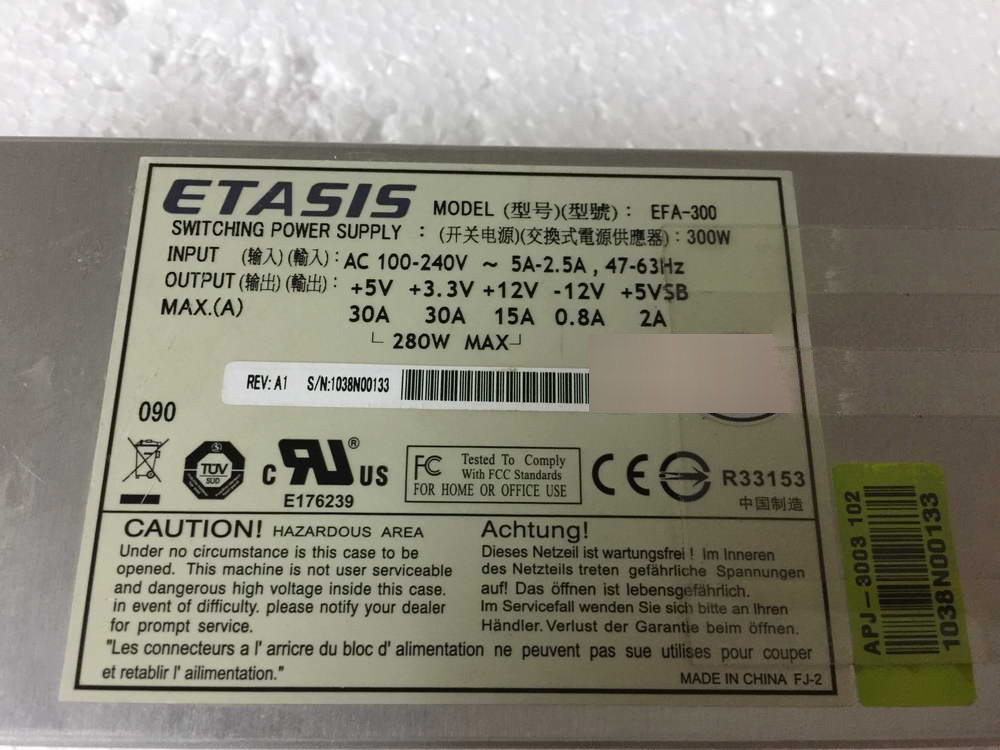 ETASIS MODEL (型号)(型號): EFA-300
SWITCHING POWER SUPPLY : (开关电源)(交換式電源供應器): 300W
INPUT (输入)(輸入): AC 100-240V ~ 5A-2.5A , 47-63Hz
OUTPUT(输出)(輸出): +5V +3.3V +12V -12V +5VSB
MAX.(A) 30A 30A 15A 0.8A 2A
280W MAX
REV: A1 S/N:1038N00133
090
TÜV
SÜD
C RU ® US
E176239
FC Tested To Comply
With FCC Standards
FOR HOME OR OFFICE USE
CE
R33153
中国制造
CAUTION! HAZARDOUS AREA
Under no circumstance is this case to be
opened. This machine is not user serviceable
and dangerous high voltage inside this case.
in event of difficulty. please notify your dealer
for prompt service.
Achtung!
Dieses Netzeil ist wartungsfrei ! Im Inneren
des Netzteils treten gefährliche Spannungen
auf! Das öffnen ist lebensgefährlich.
Im Servicefall wenden Sie sich bitte an Ihren
Händler. Verlust der Garantie beim öffnen.
"Les connecteurs a l' arricre du bloc d' alimentation ne peuvent pas sue utilises pour couper
et retablir l' ailimentation."
MADE IN CHINA FJ-2
APJ-3003 102
1038N00133